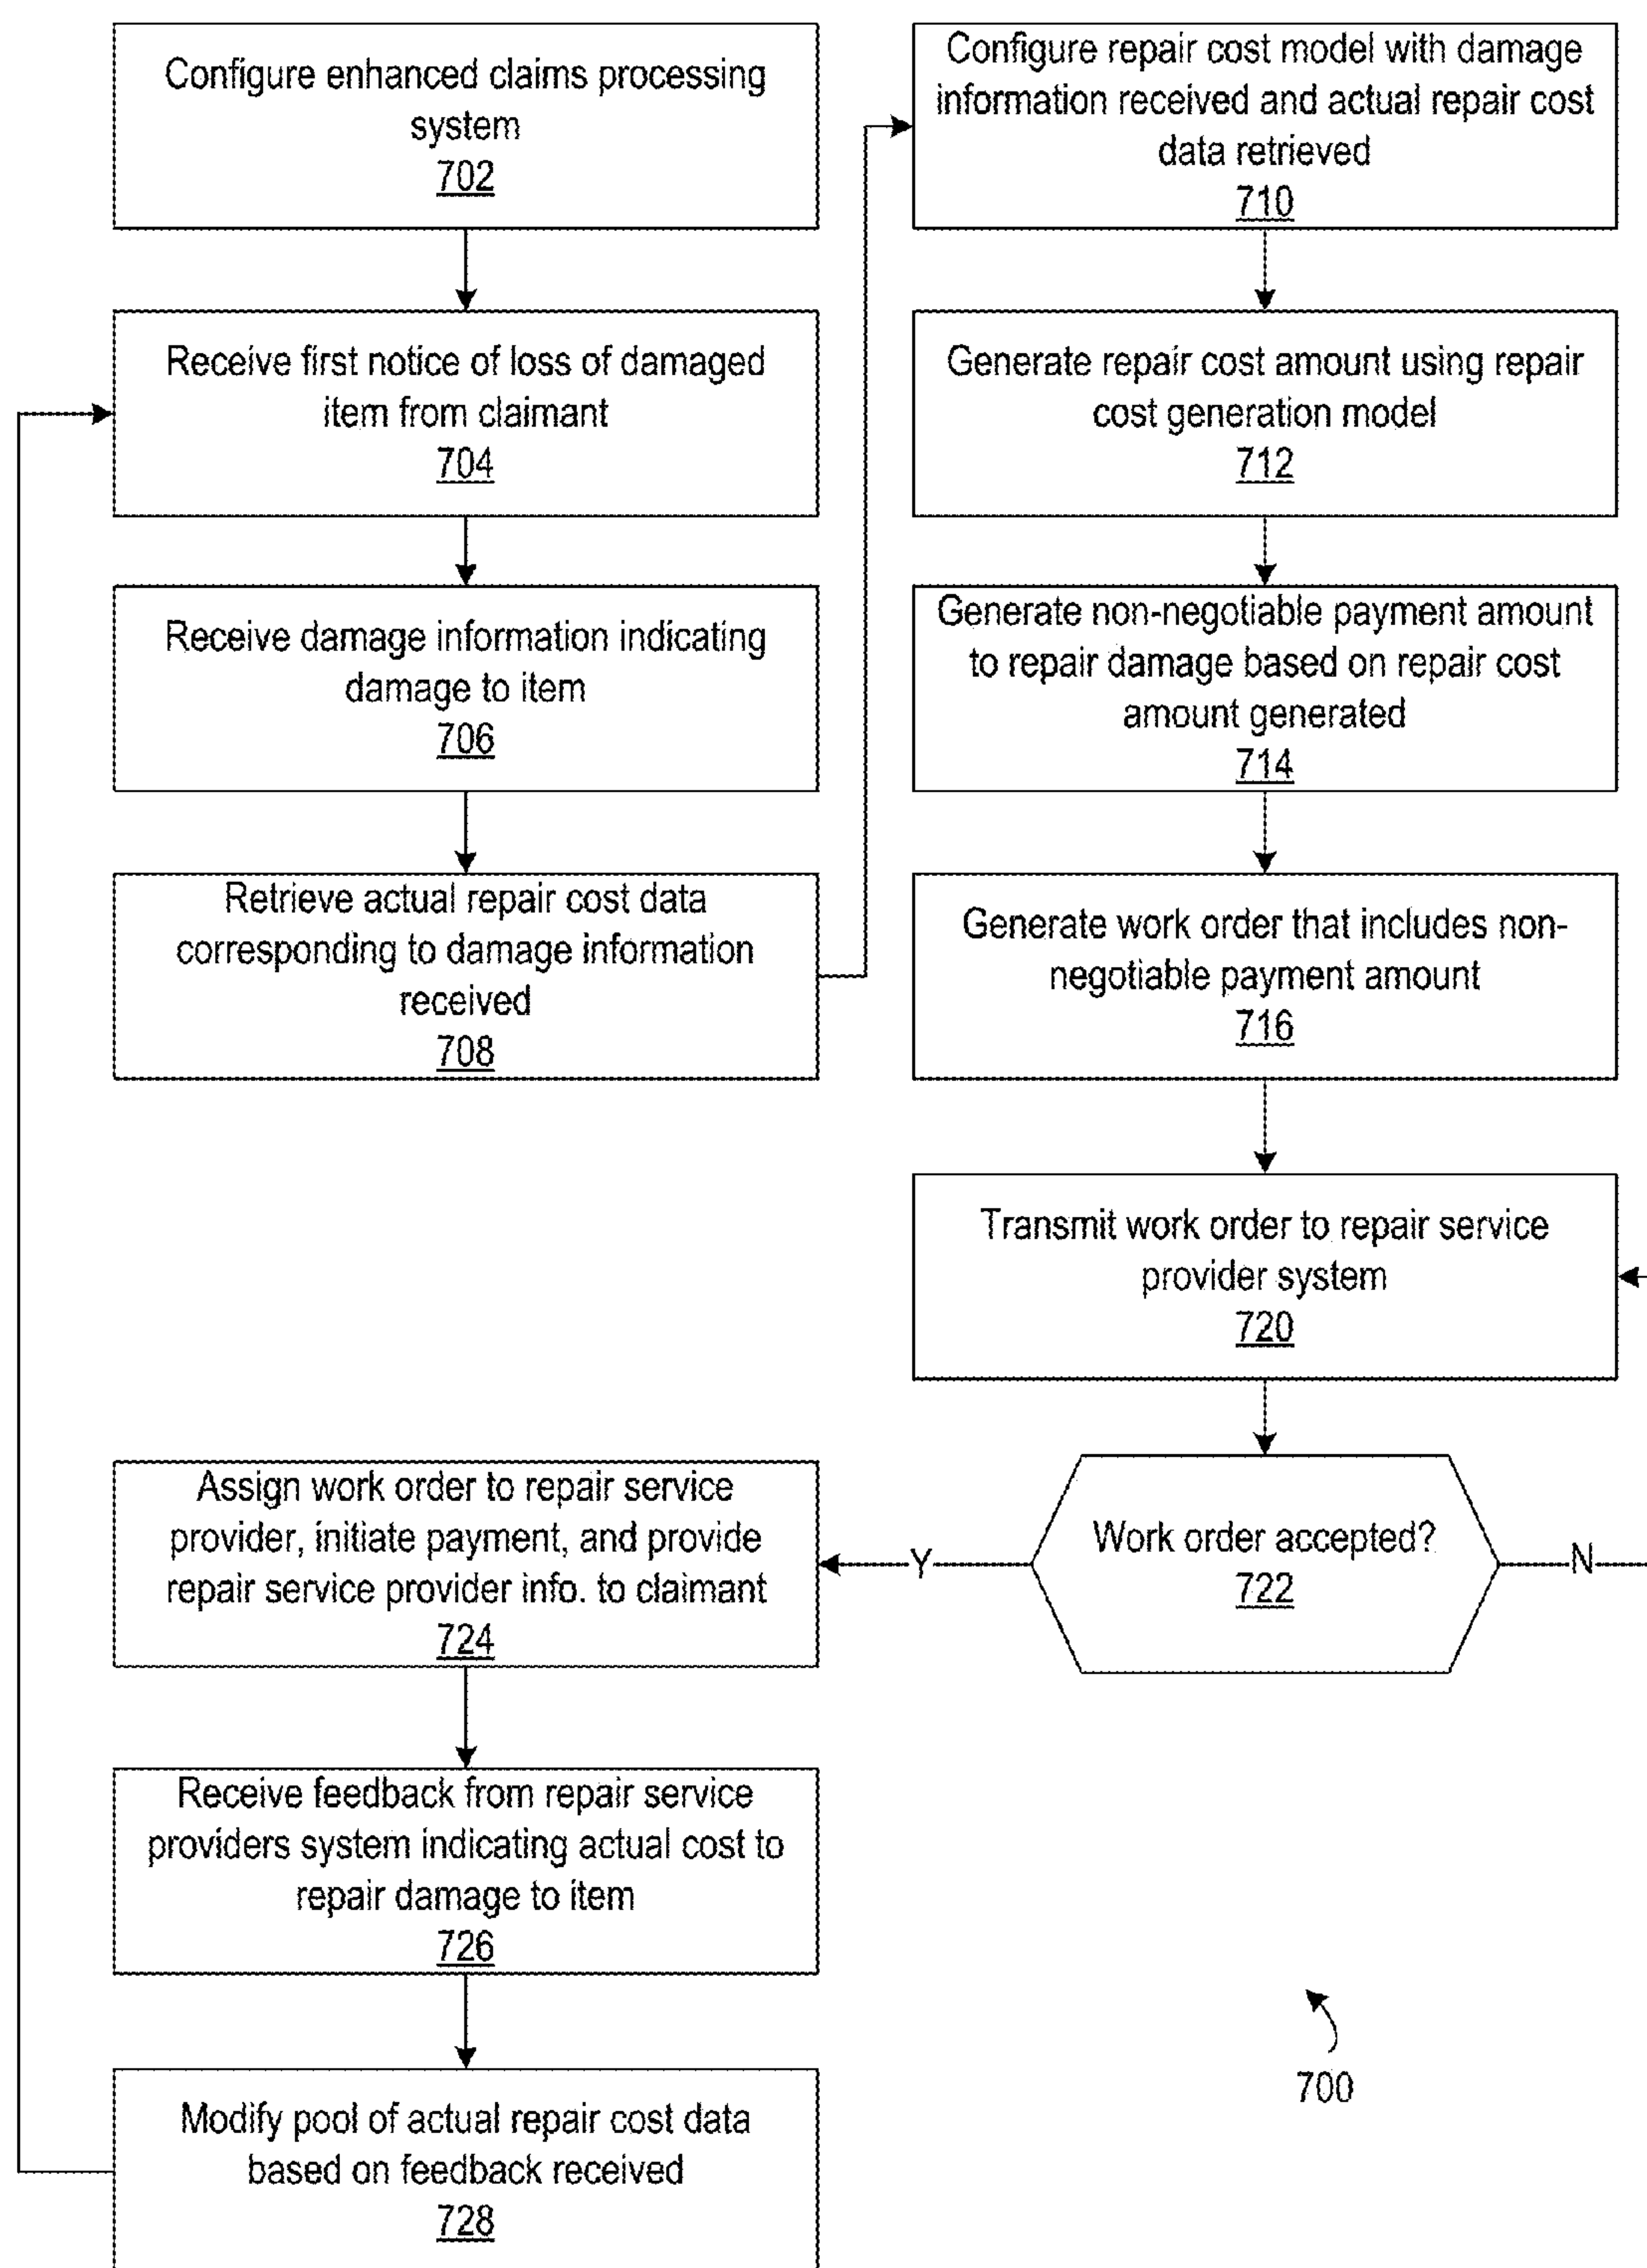 Configure enhanced claims processing
system
702
Receive first notice of loss of damaged
item from claimant
704
Receive damage information indicating
damage to item
706
Retrieve actual repair cost data
corresponding to damage information
received
708
Configure repair cost model with damage
information received and actual repair cost
data retrieved
710
Generate repair cost amount using repair
cost generation model
712
Generate non-negotiable payment amount
to repair damage based on repair cost
amount generated
714
Generate work order that includes non-
negotiable payment amount
716
Transmit work order to repair service
provider system
720
Work order accepted?
722
Y
N
Assign work order to repair service
provider, initiate payment, and provide
repair service provider info. to claimant
724
Receive feedback from repair service
providers system indicating actual cost to
repair damage to item
726
Modify pool of actual repair cost data
based on feedback received
728
700